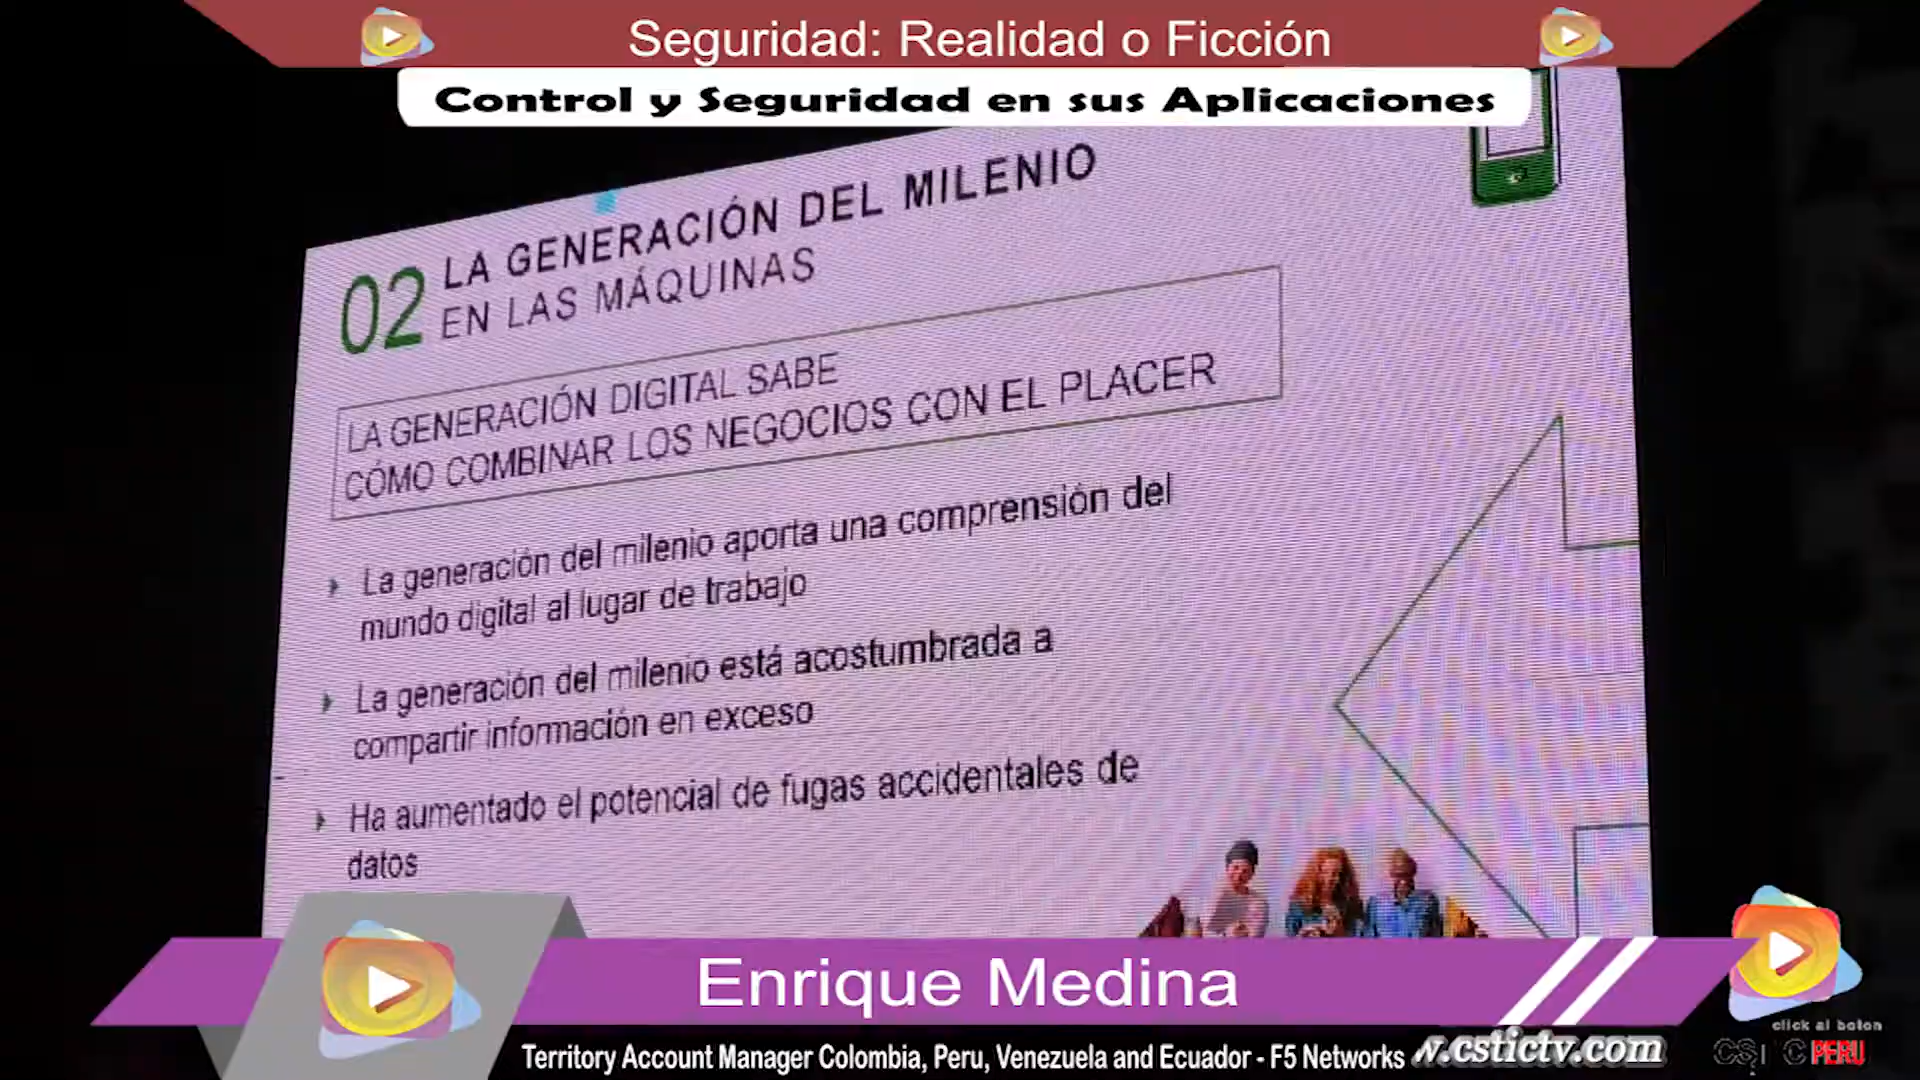 Seguridad: Realidad o Ficción
Control y Seguridad en sus Aplicaciones
02 LA GENERACIÓN DEL MILENIO
EN LAS MÁQUINAS
LA GENERACIÓN DIGITAL SABE
CÓMO COMBINAR LOS NEGOCIOS CON EL PLACER
La generación del milenio aporta una comprensión del
mundo digital al lugar de trabajo
La generación del milenio está acostumbrada a
compartir información en exceso
Ha aumentado el potencial de fugas accidentales de
datos
Enrique Medina
Territory Account Manager Colombia, Peru, Venezuela and Ecuador - F5 Networks
w.cstictv.com
click al boton
PERU